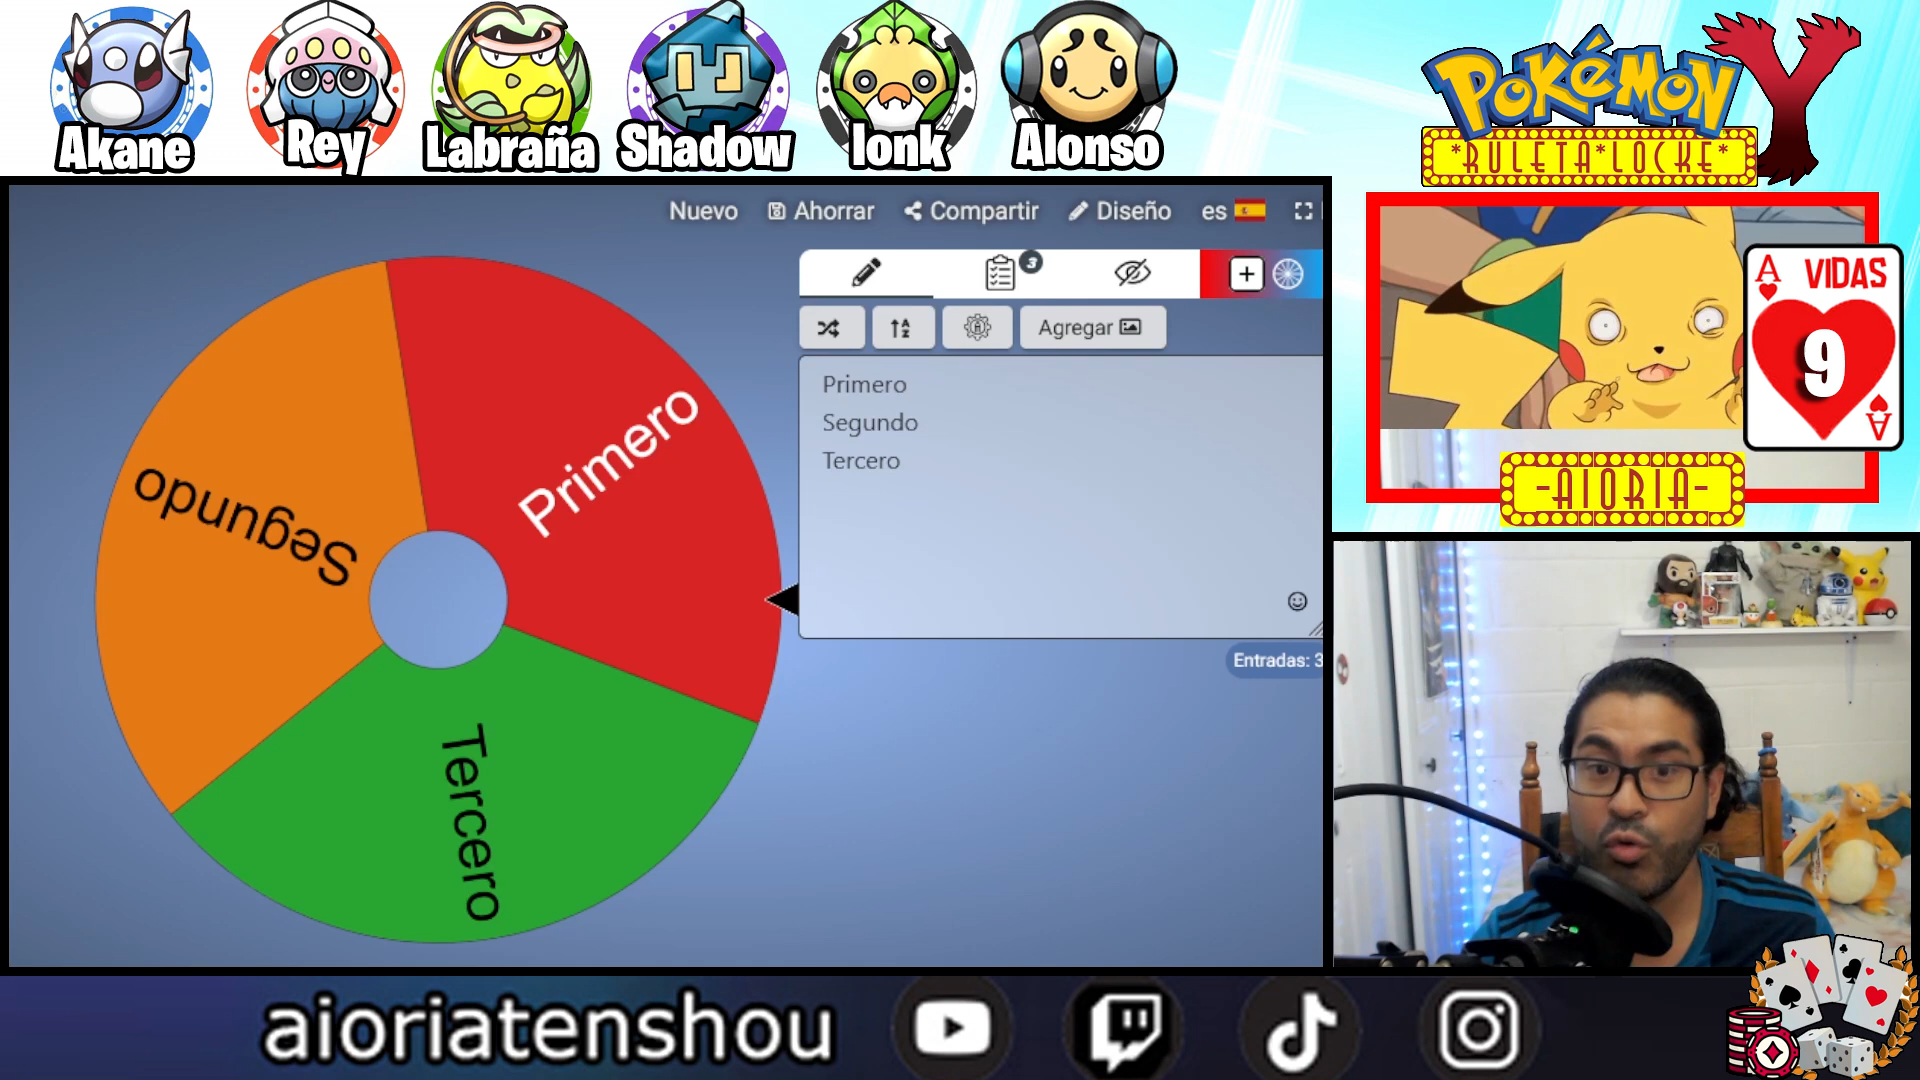 Akane
Rey
Labraña
Shadow
Ionk
Alonso
POKéMON Y
*RULETA*LOCKE*
Nuevo
Ahorrar
Compartir
Diseño
es
3
Agregar
Primero
Segundo
Tercero
Entradas: 3
Primero
Segundo
Tercero
A VIDAS
9
A
-AIORIA-
aioriatenshou